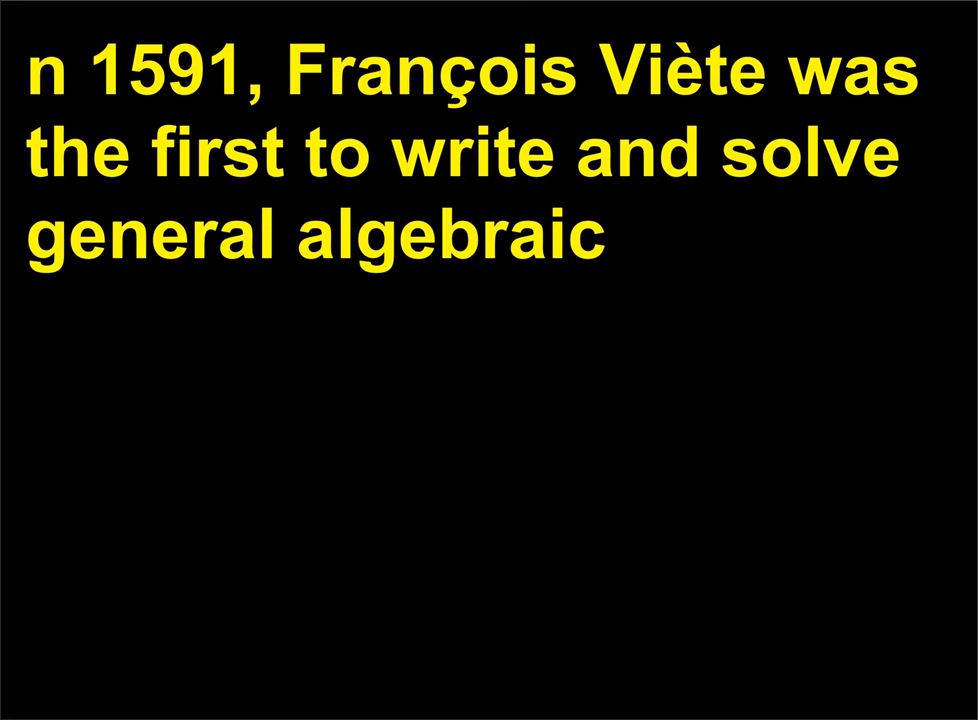 n 1591, François Viète was
the first to write and solve
general algebraic